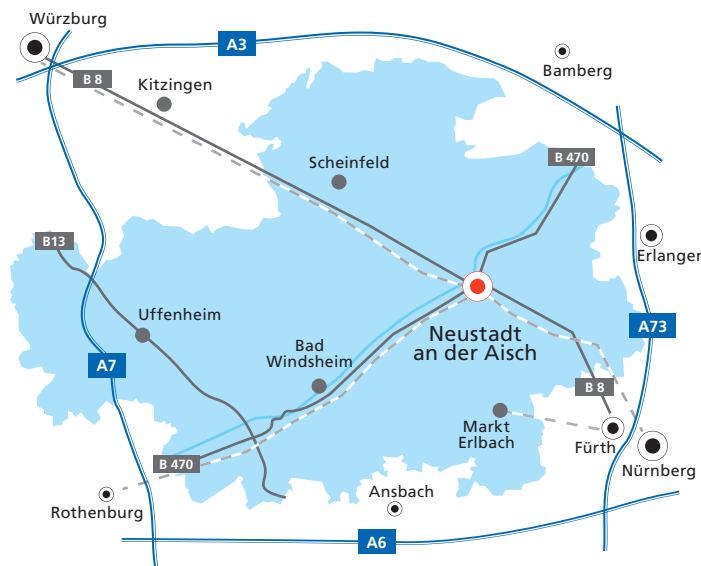 Würzburg
A3
Bamberg
B 8
Kitzingen
B 470
Scheinfeld
B13
Erlangen
Uffenheim
A73
Neustadt
an der Aisch
Bad
Windsheim
A7
B 8
Markt
Erlbach
Fürth
Nürnberg
B 470
Ansbach
Rothenburg
A6